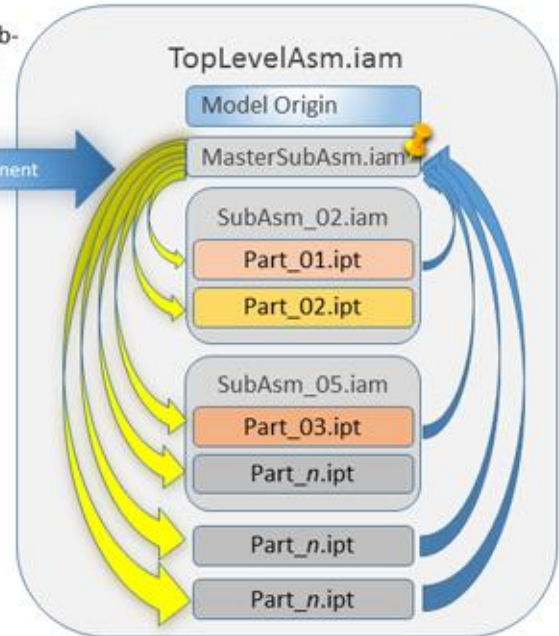 b-
TopLevelAsm.iam
Model Origin
MasterSubAsm.iam
nent
SubAsm_02.iam
Part_01.ipt
Part_02.ipt
SubAsm_05.iam
Part_03.ipt
Part_n.ipt
Part_n.ipt
Part_n.ipt